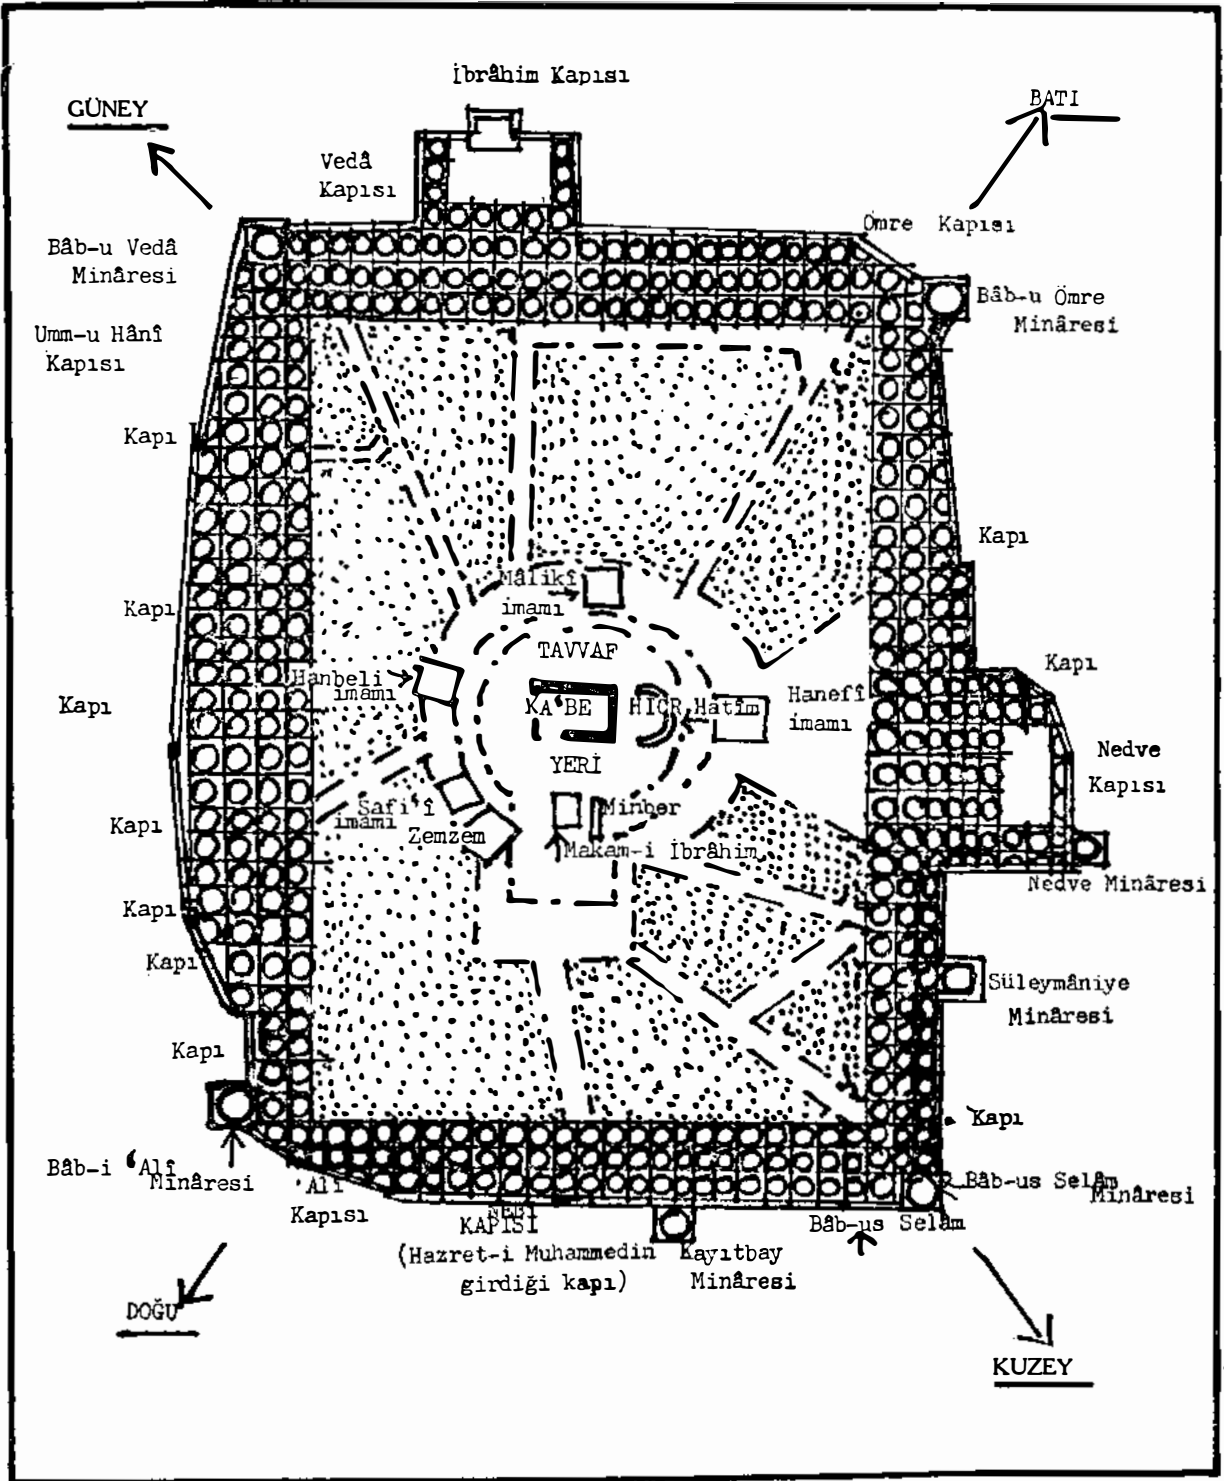 İbrâhim Kapısı
GÜNEY
BATI
Vedâ
Kapısı
Ömre Kapısı
Bâb-u Vedâ
Minâresi
Bâb-u Ömre
Minâresi
Umm-u Hânî
Kapısı
Kapı
Kapı
Mâlikî
imamı
Kapı
TAVVAF
Kapı
Hanbeli
imamı
Hanefî
imamı
KA'BE
HICR Hatîm
Kapı
YERİ
Nedve
Kapısı
Şafi'î
imamı
Minber
Kapı
Zemzem
Makam-i İbrâhim
Nedve Minâresi
Kapı
Kapı
Süleymâniye
Minâresi
Kapı
Kapı
Bâb-i 'Alî
Minâresi
'Alî
Kapısı
Bâb-us Selâm
Minâresi
NEBİ
KAPISI
(Hazret-i Muhammedin
girdiği kapı)
Kayıtbay
Minâresi
Bâb-us Selâm
DOĞU
KUZEY